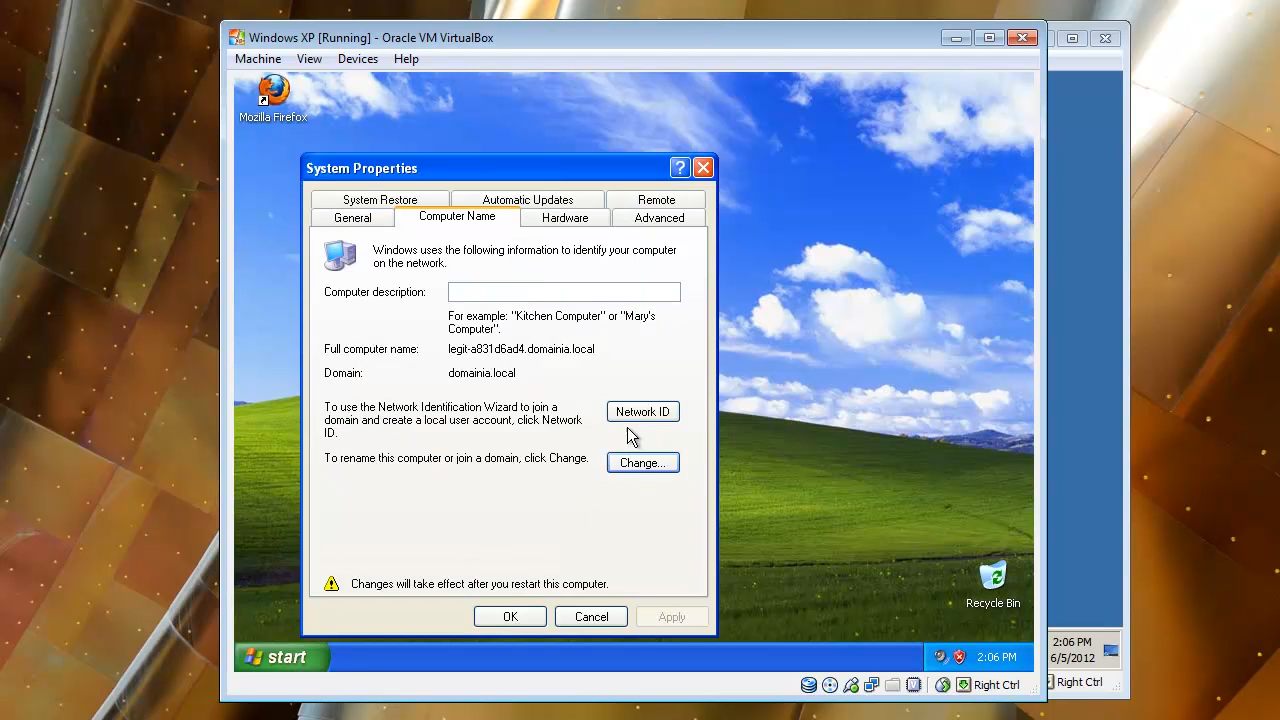 Windows XP [Running] - Oracle VM VirtualBox
Machine View Devices Help
Mozilla Firefox
System Properties
System Restore Automatic Updates Remote
General Computer Name Hardware Advanced
Windows uses the following information to identify your computer
on the network.
Computer description:
For example: "Kitchen Computer" or "Mary's
Computer".
Full computer name: legit-a831d6ad4.domainia.local
Domain: domainia.local
To use the Network Identification Wizard to join a
domain and create a local user account, click Network
ID.
Network ID
To rename this computer or join a domain, click Change.
Change...
Changes will take effect after you restart this computer.
OK Cancel Apply
Recycle Bin
start
2:06 PM
2:06 PM
6/5/2012
Right Ctrl
Right Ctrl